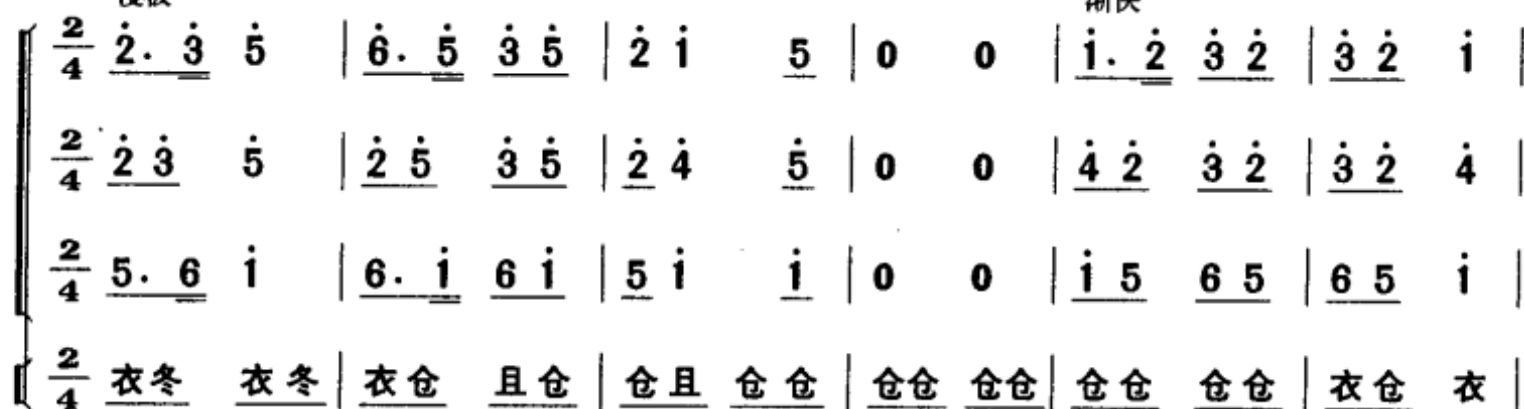 2/4 2̇. 3̇ 5̇ | 6̇. 5̇ 3̇ 5̇ | 2̇ 1̇ 5 | 0 0 | 1̇. 2̇ 3̇ 2̇ | 3̇ 2̇ 1̇ |
2/4 2̇ 3̇ 5̇ | 2̇ 5̇ 3̇ 5̇ | 2̇ 4̇ 5̇ | 0 0 | 4̇ 2̇ 3̇ 2̇ | 3̇ 2̇ 4̇ |
2/4 5. 6 1̇ | 6. 1̇ 6 1̇ | 5 1̇ 1̇ | 0 0 | 1̇ 5 6 5 | 6 5 1̇ |
2/4 衣冬 衣冬 | 衣仓 且仓 | 仓且 仓仓 | 仓仓 仓仓 | 仓仓 仓仓 | 衣仓 衣